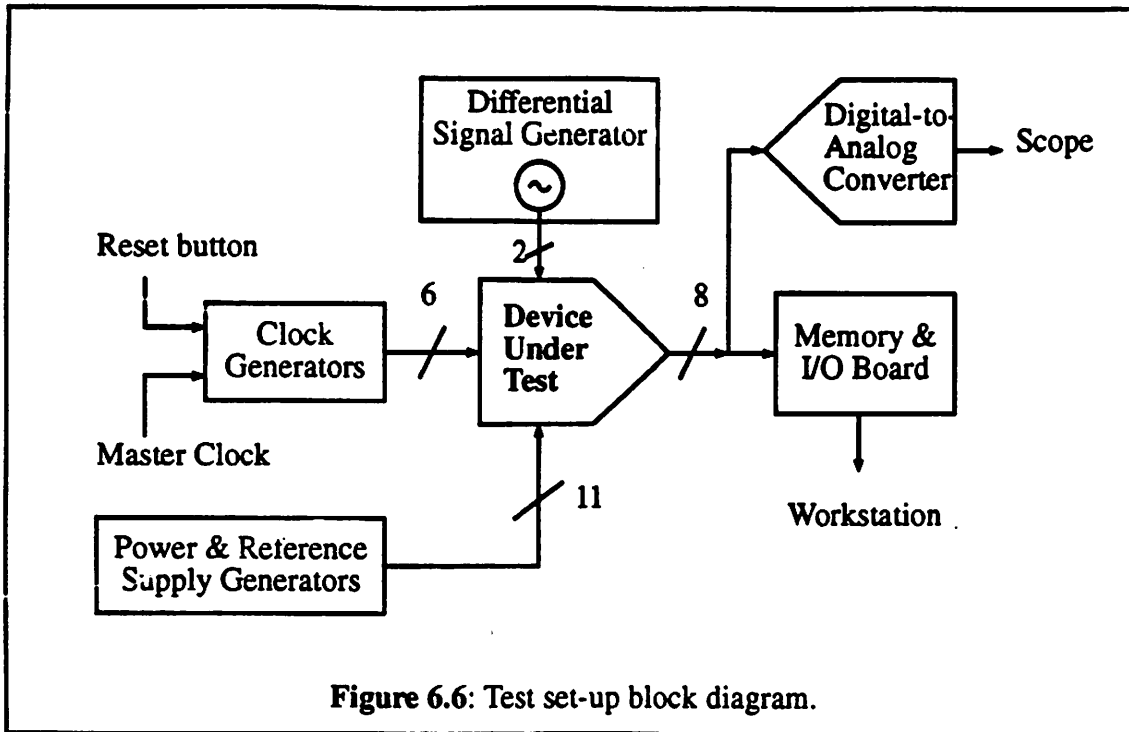 Differential
Signal Generator
~
2
Digital-to-
Analog
Converter
Scope
Reset button
Clock
Generators
6
Device
Under
Test
8
Memory &
I/O Board
Master Clock
11
Workstation
Power & Reference
Supply Generators
Figure 6.6: Test set-up block diagram.